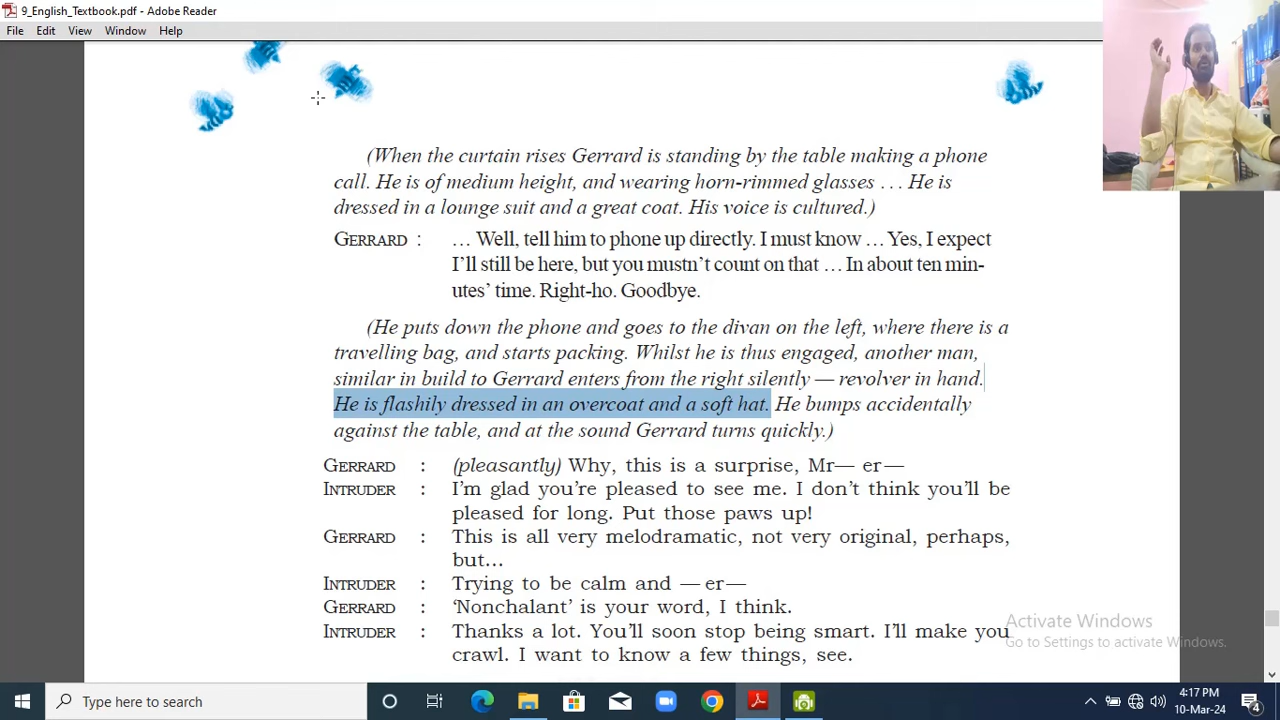 9_English_Textbook.pdf - Adobe Reader
File Edit View Window Help
(When the curtain rises Gerrard is standing by the table making a phone
call. He is of medium height, and wearing horn-rimmed glasses . . . He is
dressed in a lounge suit and a great coat. His voice is cultured.)
GERRARD : ... Well, tell him to phone up directly. I must know ... Yes, I expect
I'll still be here, but you mustn't count on that ... In about ten min-
utes' time. Right-ho. Goodbye.
(He puts down the phone and goes to the divan on the left, where there is a
travelling bag, and starts packing. Whilst he is thus engaged, another man,
similar in build to Gerrard enters from the right silently — revolver in hand.
He is flashily dressed in an overcoat and a soft hat. He bumps accidentally
against the table, and at the sound Gerrard turns quickly.)
GERRARD : (pleasantly) Why, this is a surprise, Mr— er—
INTRUDER : I'm glad you're pleased to see me. I don't think you'll be
pleased for long. Put those paws up!
GERRARD : This is all very melodramatic, not very original, perhaps,
but...
INTRUDER : Trying to be calm and — er—
GERRARD : 'Nonchalant' is your word, I think.
INTRUDER : Thanks a lot. You'll soon stop being smart. I'll make you
crawl. I want to know a few things, see.
Activate Windows
Go to Settings to activate Windows.
Type here to search
4:17 PM
10-Mar-24
4